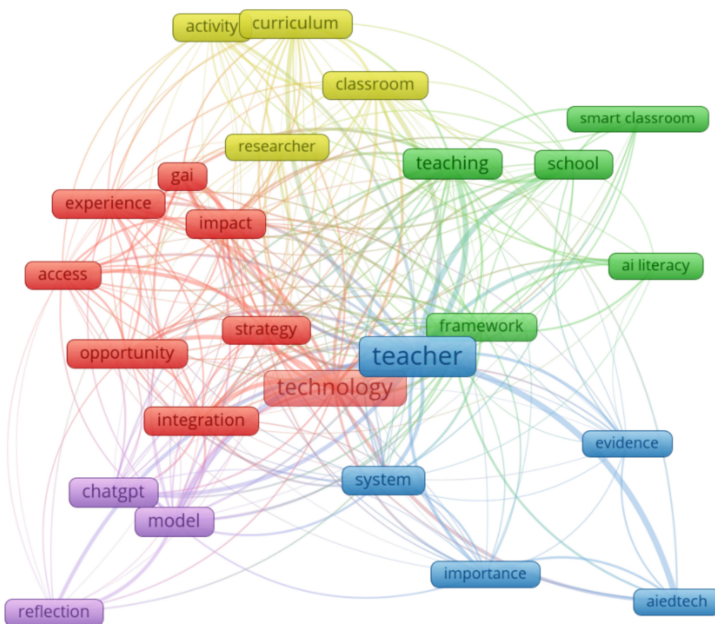 activity
curriculum
classroom
smart classroom
researcher
teaching
school
gai
experience
impact
access
ai literacy
strategy
framework
opportunity
teacher
technology
integration
evidence
system
chatgpt
model
importance
aiedtech
reflection